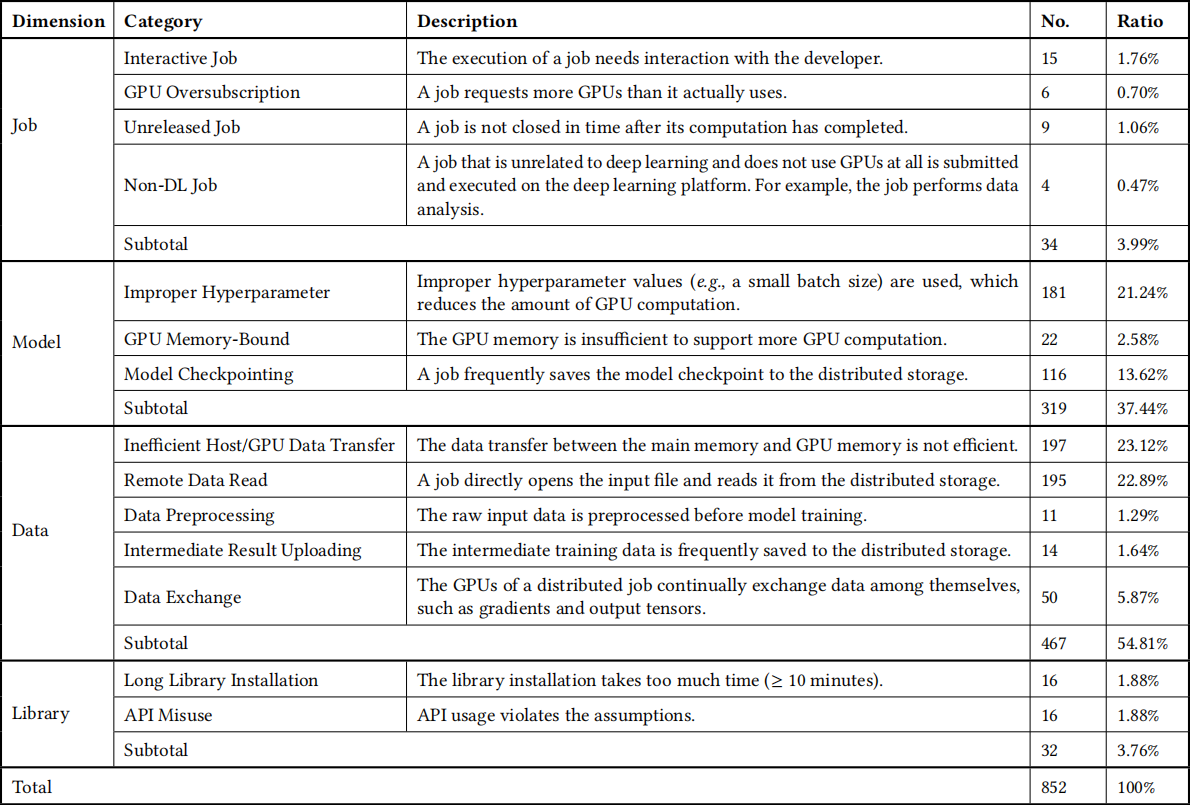 Dimension Category Description No. Ratio
Job
Interactive Job The execution of a job needs interaction with the developer. 15 1.76%
GPU Oversubscription A job requests more GPUs than it actually uses. 6 0.70%
Unreleased Job A job is not closed in time after its computation has completed. 9 1.06%
Non-DL Job A job that is unrelated to deep learning and does not use GPUs at all is submitted
and executed on the deep learning platform. For example, the job performs data
analysis. 4 0.47%
Subtotal 34 3.99%
Model
Improper Hyperparameter Improper hyperparameter values (e.g., a small batch size) are used, which
reduces the amount of GPU computation. 181 21.24%
GPU Memory-Bound The GPU memory is insufficient to support more GPU computation. 22 2.58%
Model Checkpointing A job frequently saves the model checkpoint to the distributed storage. 116 13.62%
Subtotal 319 37.44%
Data
Inefficient Host/GPU Data Transfer The data transfer between the main memory and GPU memory is not efficient. 197 23.12%
Remote Data Read A job directly opens the input file and reads it from the distributed storage. 195 22.89%
Data Preprocessing The raw input data is preprocessed before model training. 11 1.29%
Intermediate Result Uploading The intermediate training data is frequently saved to the distributed storage. 14 1.64%
Data Exchange The GPUs of a distributed job continually exchange data among themselves,
such as gradients and output tensors. 50 5.87%
Subtotal 467 54.81%
Library
Long Library Installation The library installation takes too much time (≥ 10 minutes). 16 1.88%
API Misuse API usage violates the assumptions. 16 1.88%
Subtotal 32 3.76%
Total 852 100%